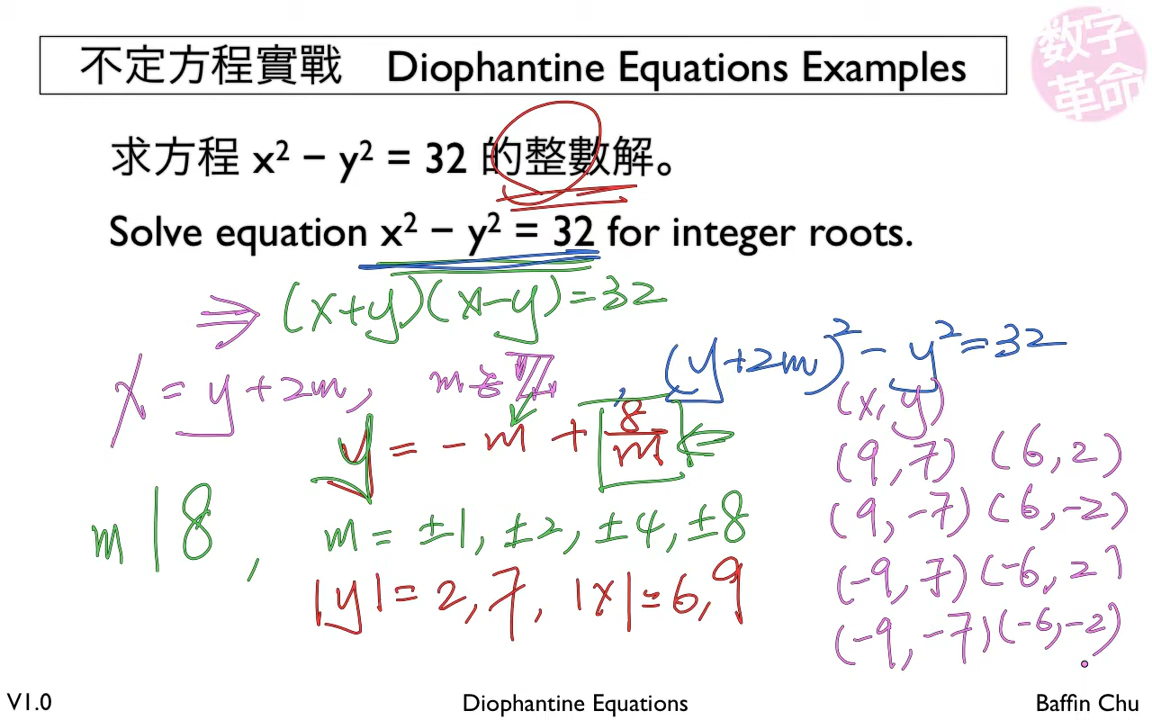 不定方程實戰 Diophantine Equations Examples
数字
革命
求方程 x² − y² = 32 的整數解。
Solve equation x² − y² = 32 for integer roots.
⇒ (x+y)(x−y)=32
x = y + 2m, m ∈ ℤ, (y+2m)² − y² = 32
y = −m + 8/m ⇐
m | 8, m = ±1, ±2, ±4, ±8
|y| = 2, 7, |x| = 6, 9
(x, y)
(9, 7) (6, 2)
(9, −7) (6, −2)
(−9, 7) (−6, 2)
(−9, −7) (−6, −2)
V1.0 Diophantine Equations Baffin Chu